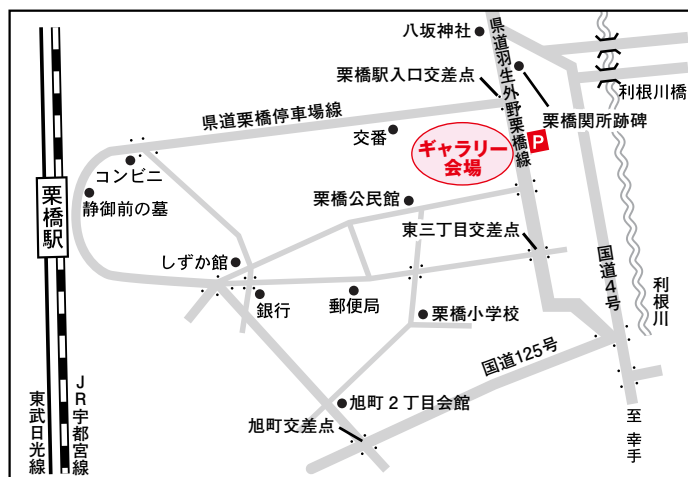 八坂神社
県道羽生外野栗橋線
栗橋駅入口交差点
利根川橋
県道栗橋停車場線
栗橋関所跡碑
交番
P
ギャラリー
会場
コンビニ
栗橋駅
静御前の墓
栗橋公民館
東三丁目交差点
しずか館
国道4号
利根川
銀行
郵便局
栗橋小学校
国道125号
東武日光線
JR宇都宮線
旭町2丁目会館
旭町交差点
至 幸手